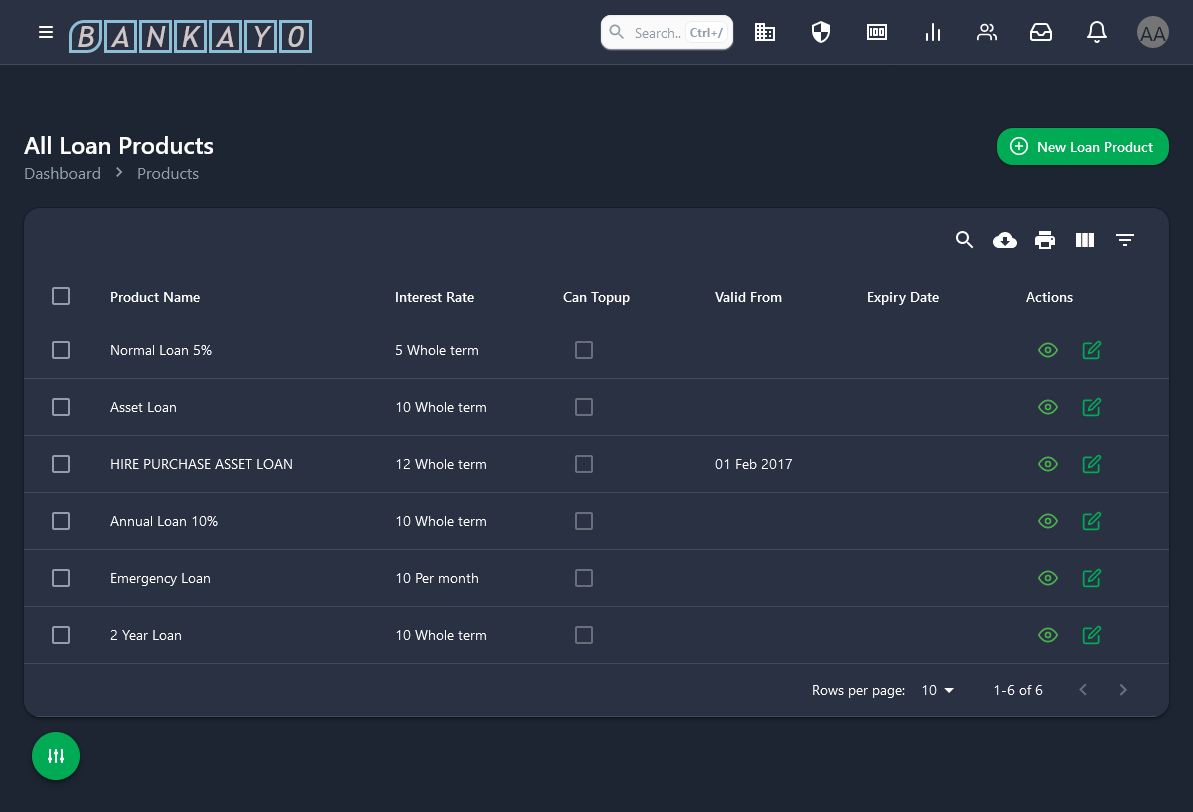 BANKAYO Search.. Ctrl+/ 100 AA
All Loan Products
New Loan Product
Dashboard Products
Product Name Interest Rate Can Topup Valid From Expiry Date Actions
Normal Loan 5% 5 Whole term
Asset Loan 10 Whole term
HIRE PURCHASE ASSET LOAN 12 Whole term 01 Feb 2017
Annual Loan 10% 10 Whole term
Emergency Loan 10 Per month
2 Year Loan 10 Whole term
Rows per page: 10 1-6 of 6